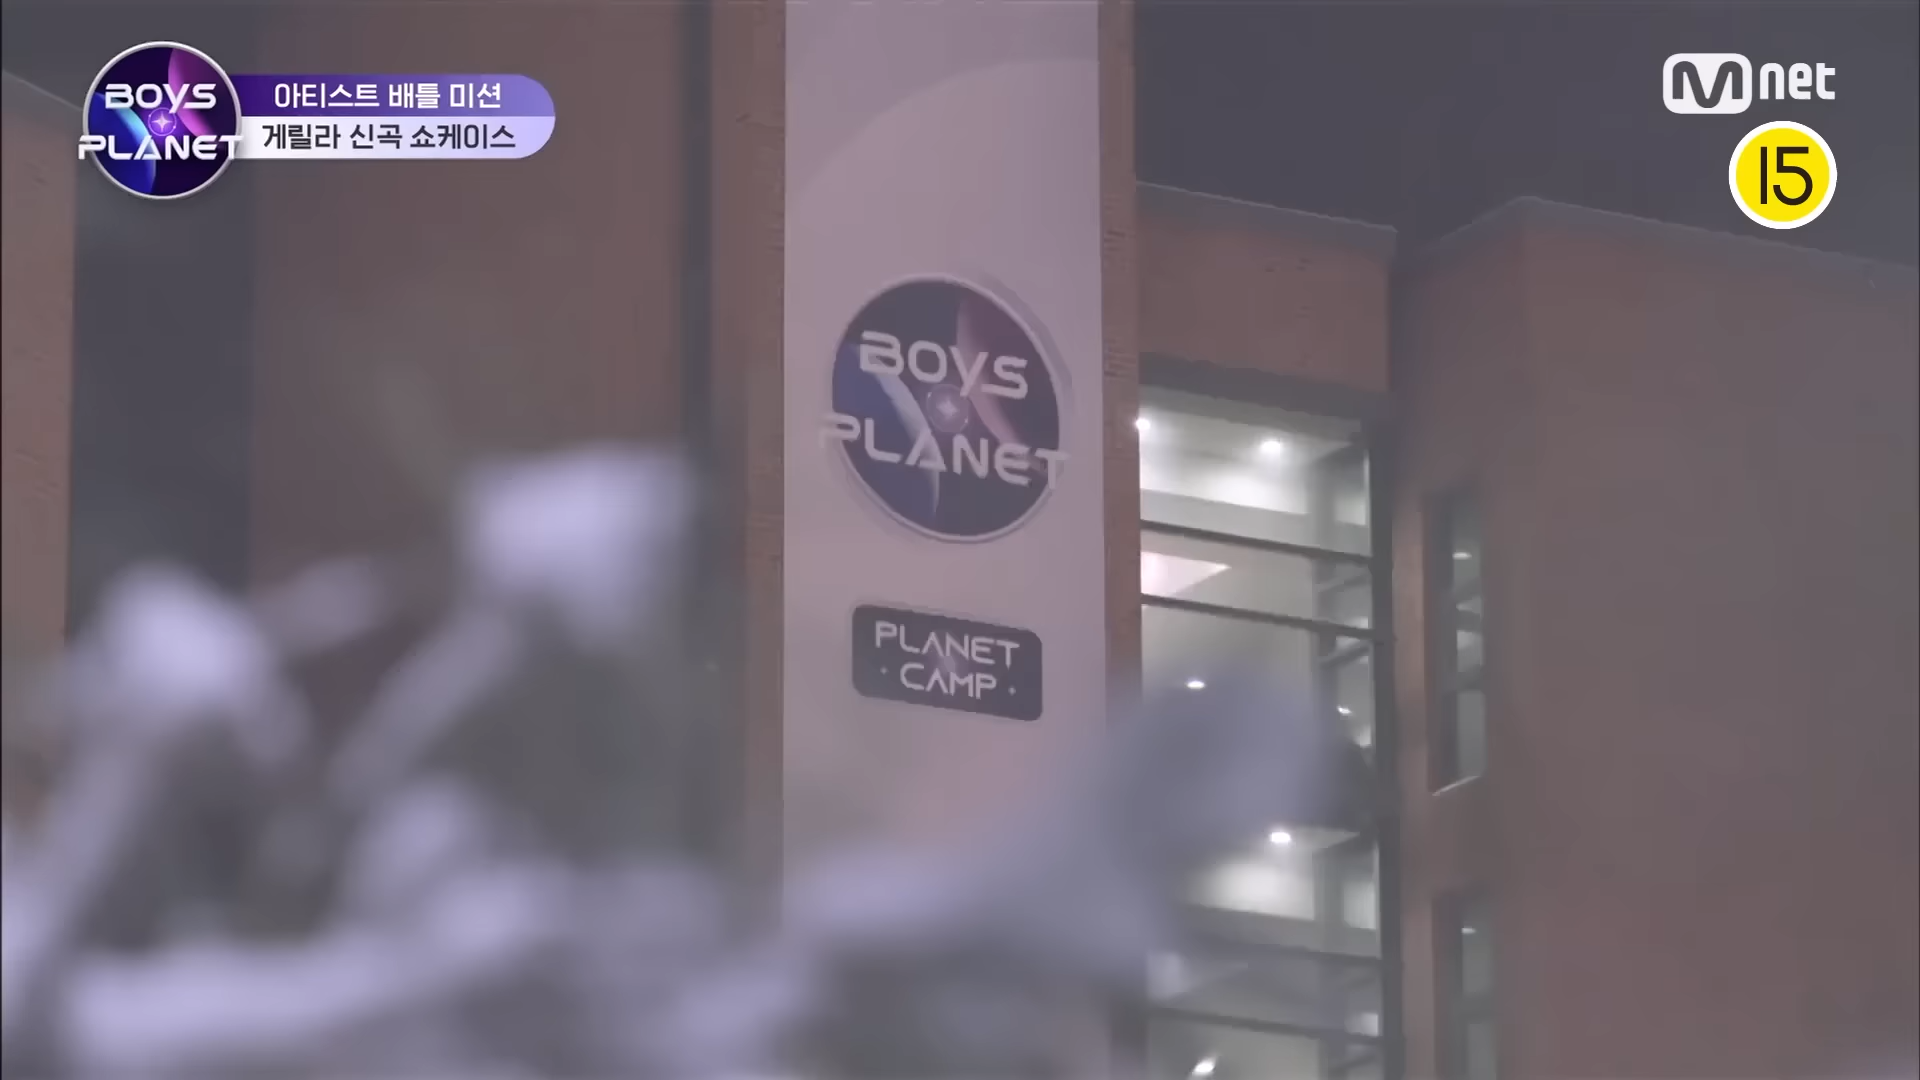 BOYS
PLANET
아티스트 배틀 미션
게릴라 신곡 쇼케이스
Mnet
15
BOYS
PLANET
PLANET
· CAMP ·